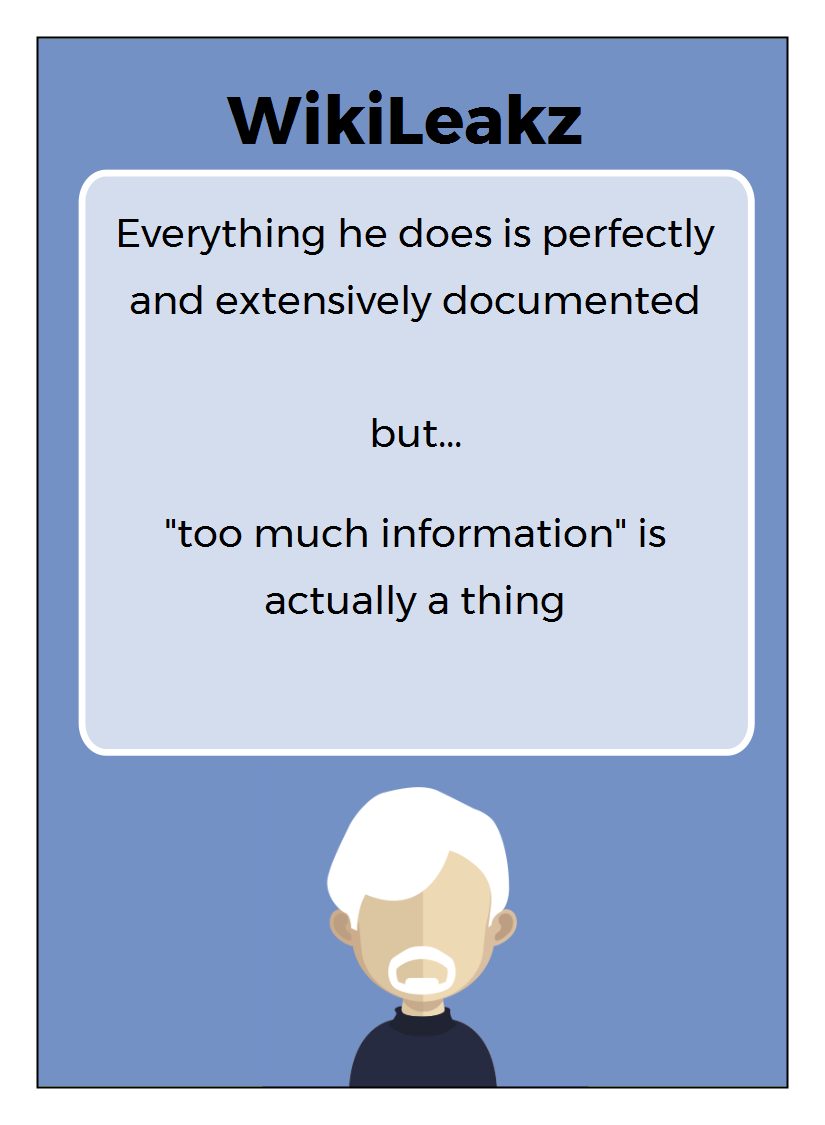 WikiLeakz
Everything he does is perfectly
and extensively documented
but...
"too much information" is
actually a thing